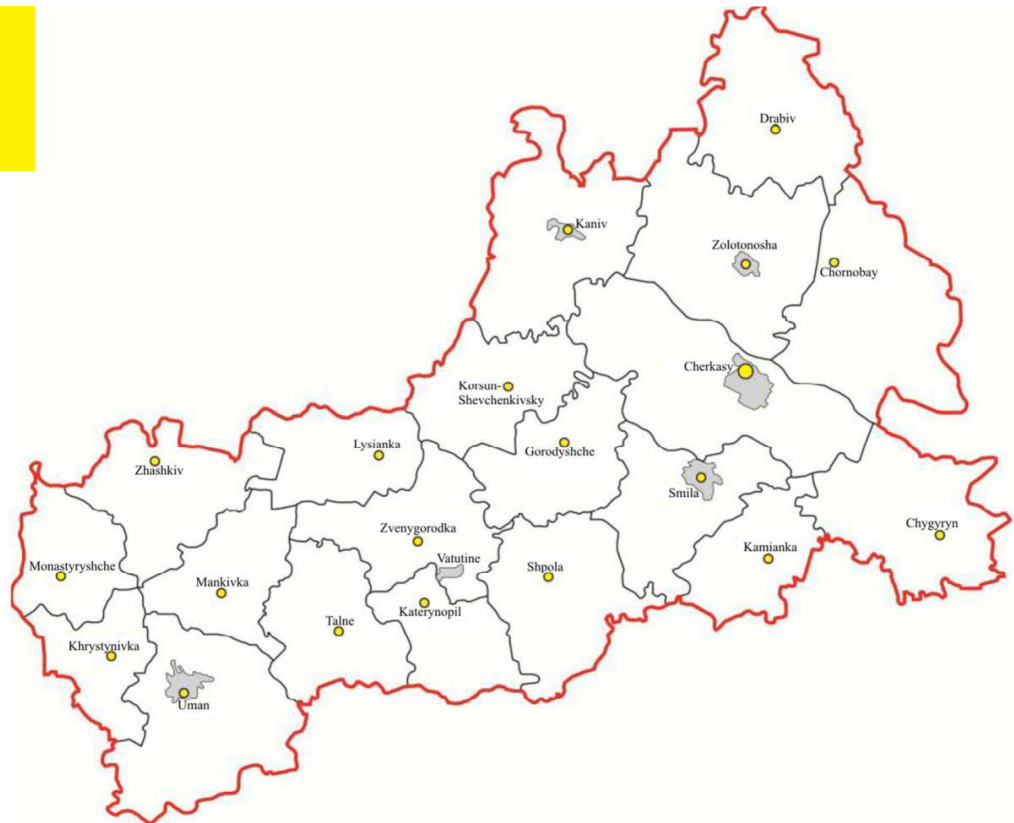 Drabiv
Kaniv
Zolotonosha
Chornobay
Cherkasy
Korsun-
Shevchenkivsky
Gorodyshche
Lysianka
Zhashkiv
Smila
Chygyryn
Zvenygorodka
Vatutine
Kamianka
Shpola
Monastyryshche
Mankivka
Katerynopil
Talne
Khrystynivka
Uman